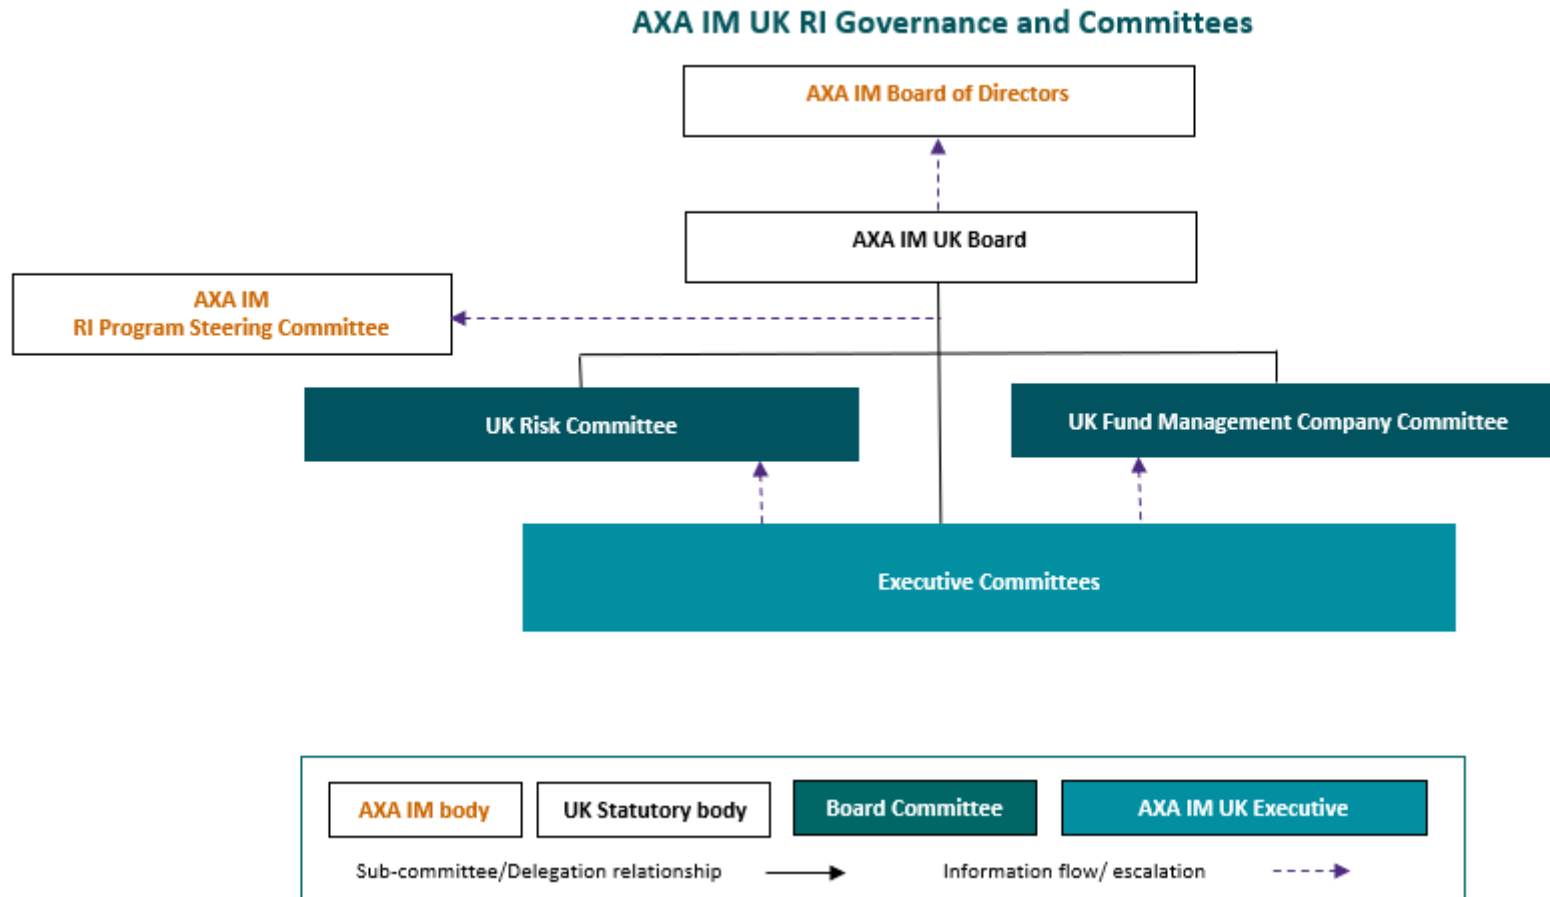 AXA IM UK RI Governance and Committees
AXA IM Board of Directors
AXA IM UK Board
AXA IM
RI Program Steering Committee
UK Risk Committee
UK Fund Management Company Committee
Executive Committees
AXA IM body
UK Statutory body
Board Committee
AXA IM UK Executive
Sub-committee/Delegation relationship
Information flow/ escalation